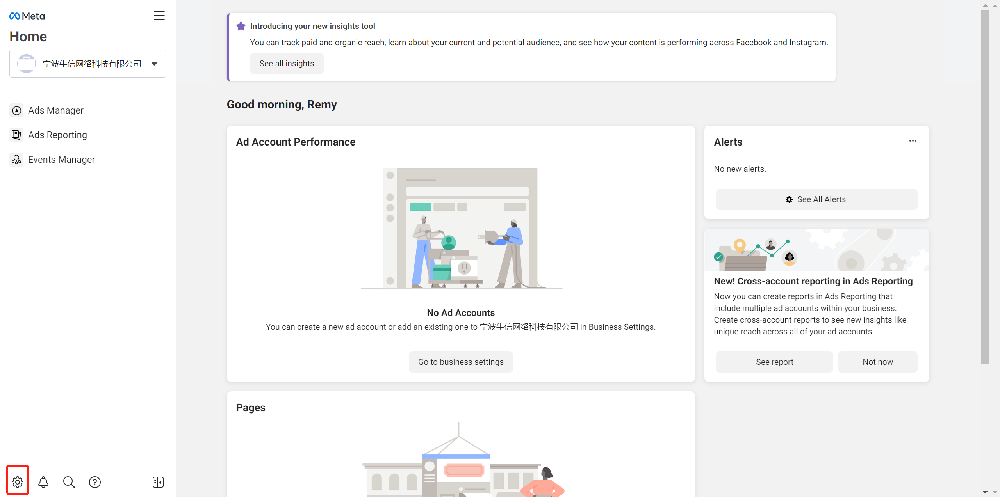 Meta
Home
宁波牛信网络科技有限公司
Ads Manager
Ads Reporting
Events Manager
Introducing your new insights tool
You can track paid and organic reach, learn about your current and potential audience, and see how your content is performing across Facebook and Instagram.
See all insights
Good morning, Remy
Ad Account Performance
No Ad Accounts
You can create a new ad account or add an existing one to 宁波牛信网络科技有限公司 in Business Settings.
Go to business settings
Alerts
No new alerts.
See All Alerts
New! Cross-account reporting in Ads Reporting
Now you can create reports in Ads Reporting that
include multiple ad accounts within your business.
Create cross-account reports to see new insights like
unique reach across all of your ad accounts.
See report
Not now
Pages